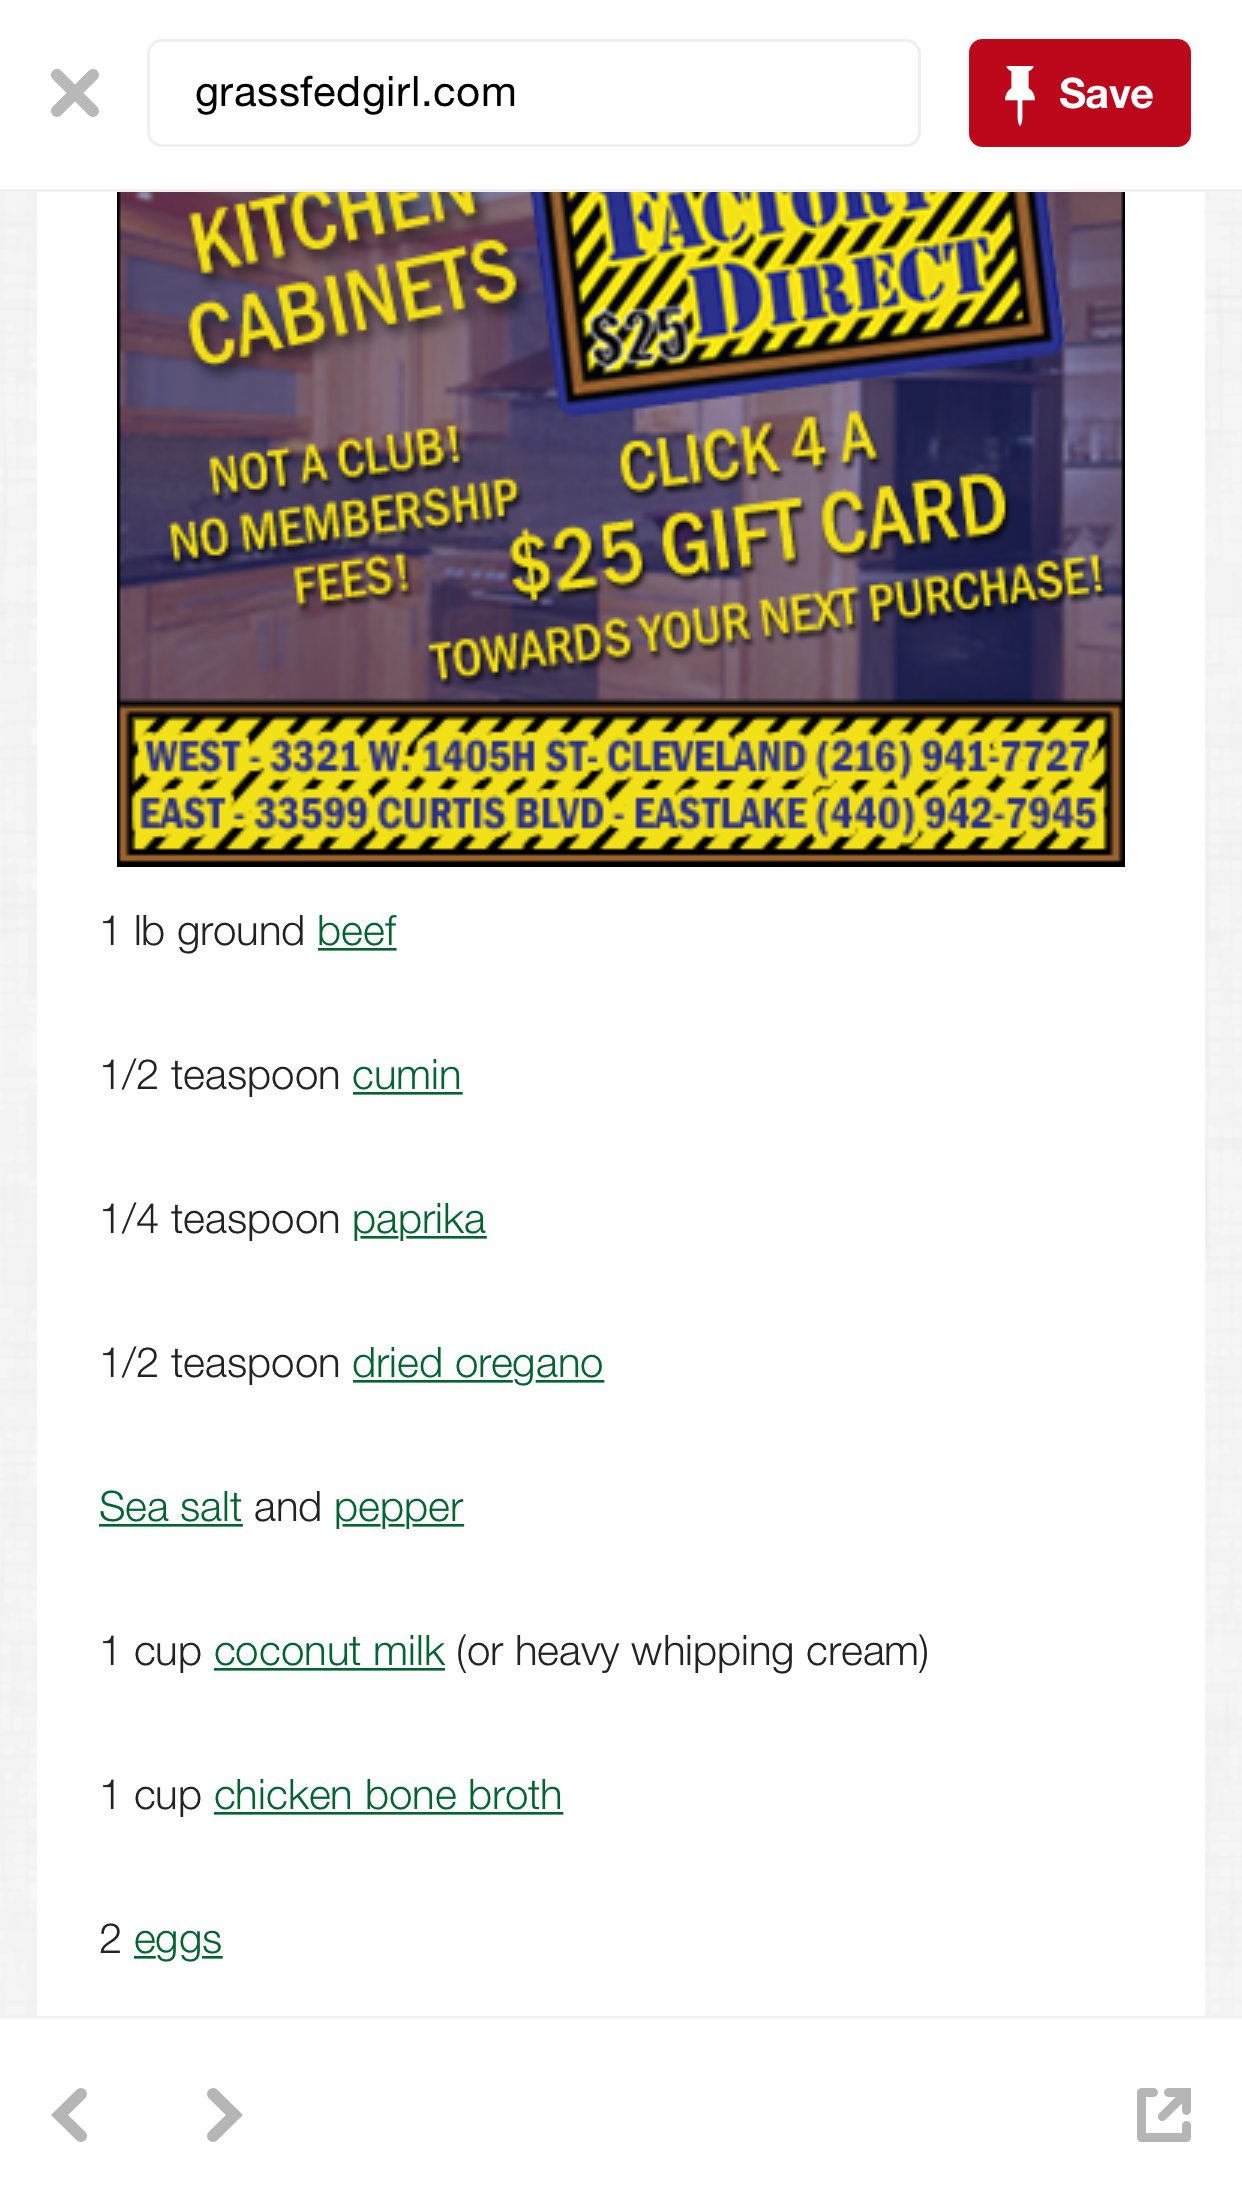 grassfedgirl.com
Save
KITCHEN
CABINETS
FACTORY
DIRECT
$25
NOT A CLUB!
NO MEMBERSHIP
FEES!
CLICK 4 A
$25 GIFT CARD
TOWARDS YOUR NEXT PURCHASE!
WEST - 3321 W. 1405H ST- CLEVELAND (216) 941-7727
EAST - 33599 CURTIS BLVD - EASTLAKE (440) 942-7945
1 lb ground beef
1/2 teaspoon cumin
1/4 teaspoon paprika
1/2 teaspoon dried oregano
Sea salt and pepper
1 cup coconut milk (or heavy whipping cream)
1 cup chicken bone broth
2 eggs